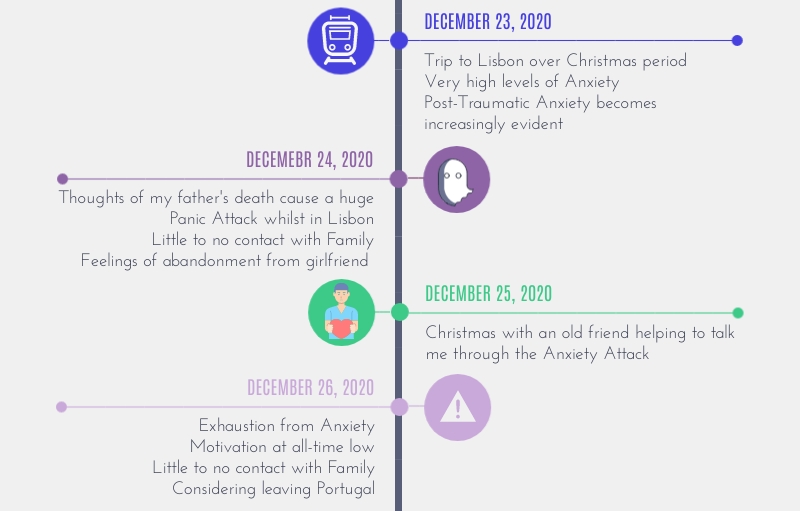 DECEMBER 23, 2020
Trip to Lisbon over Christmas period
Very high levels of Anxiety
Post-Traumatic Anxiety becomes
increasingly evident
DECEMEBR 24, 2020
Thoughts of my father's death cause a huge
Panic Attack whilst in Lisbon
Little to no contact with Family
Feelings of abandonment from girlfriend
DECEMBER 25, 2020
Christmas with an old friend helping to talk
me through the Anxiety Attack
DECEMBER 26, 2020
Exhaustion from Anxiety
Motivation at all-time low
Little to no contact with Family
Considering leaving Portugal